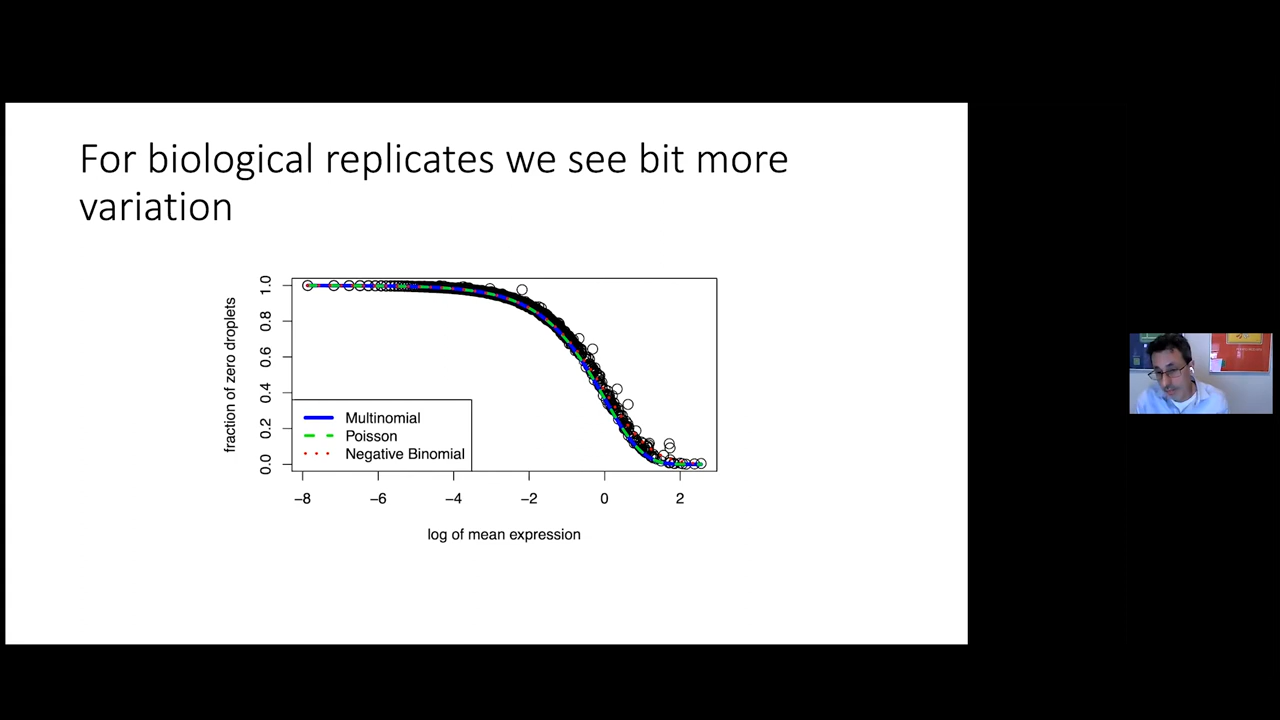 For biological replicates we see bit more
variation
fraction of zero droplets
1.0
0.8
0.6
0.4
0.2
0.0
Multinomial
Poisson
Negative Binomial
−8 −6 −4 −2 0 2
log of mean expression